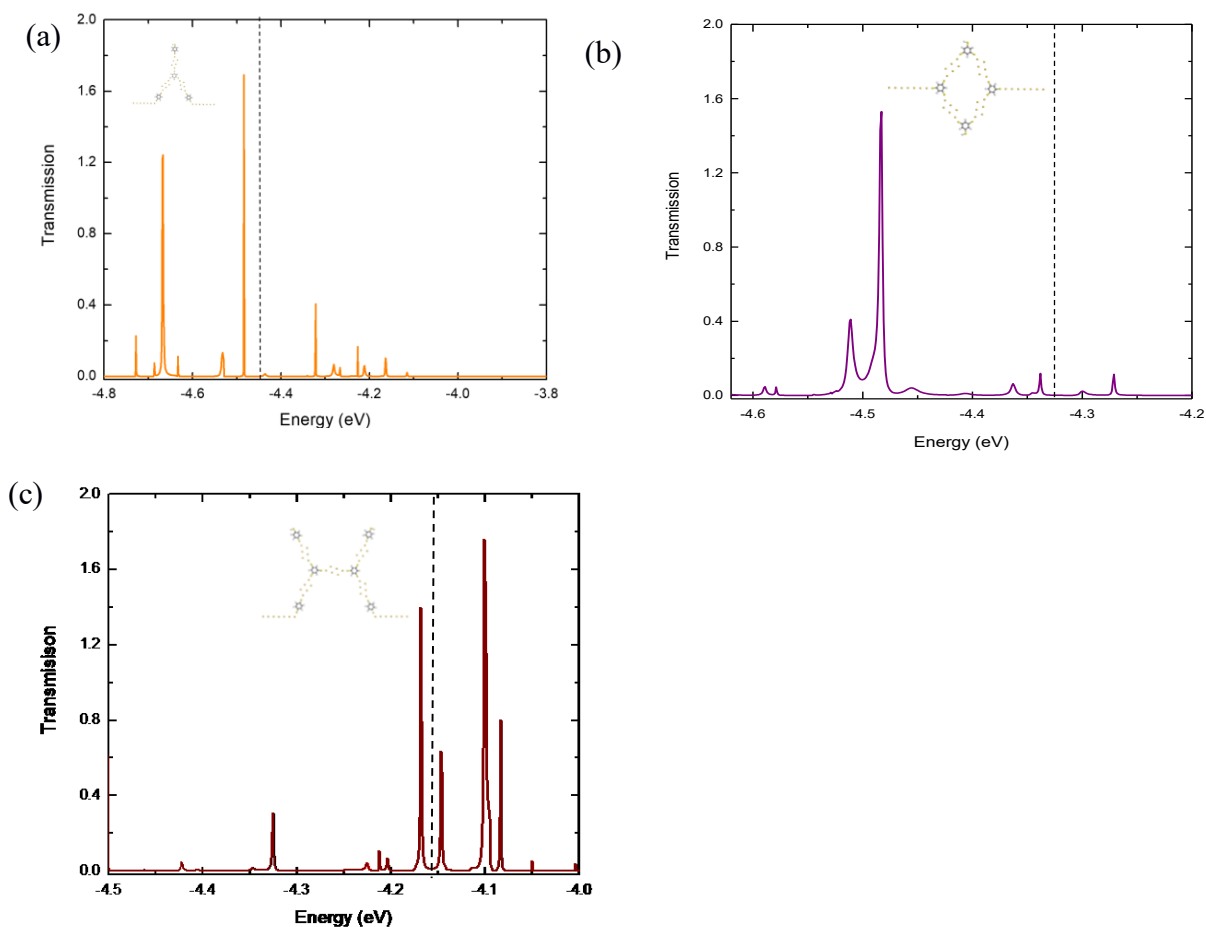 (a)
2.0
1.6
1.2
0.8
0.4
0.0
Transmission
-4.8 -4.6 -4.4 -4.2 -4.0 -3.8
Energy (eV)
(b)
2.0
1.6
1.2
0.8
0.4
0.0
Transmission
-4.6 -4.5 -4.4 -4.3 -4.2
Energy (eV)
(c)
2.0
1.6
1.2
0.8
0.4
0.0
Transmisison
-4.5 -4.4 -4.3 -4.2 -4.1 -4.0
Energy (eV)